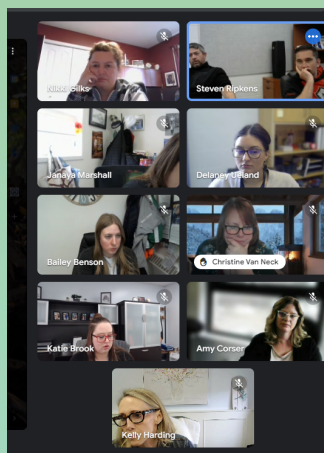 Nikki Silks
Steven Ripkens
Janaya Marshall
Delaney Ueland
Bailey Benson
Christine Van Neck
Katie Brook
Amy Corser
Kelly Harding